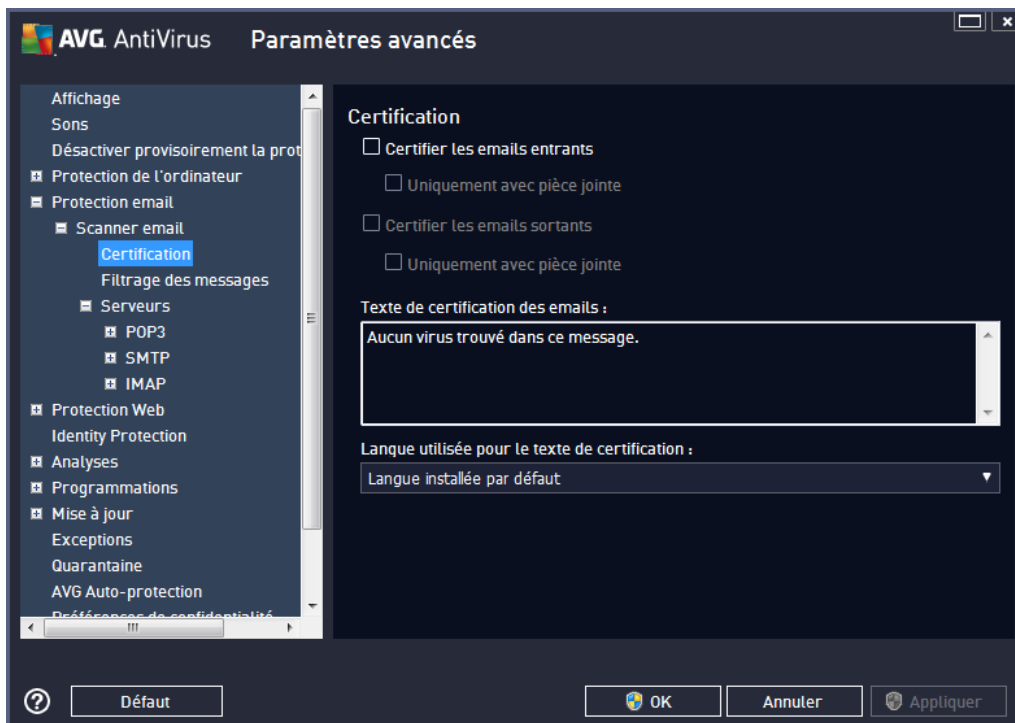 AVG AntiVirus Paramètres avancés
Affichage
Sons
Désactiver provisoirement la prot
Protection de l'ordinateur
Protection email
Scanner email
Certification
Filtrage des messages
Serveurs
POP3
SMTP
IMAP
Protection Web
Identity Protection
Analyses
Programmations
Mise à jour
Exceptions
Quarantaine
AVG Auto-protection
Préférences de confidentialité
Certification
Certifier les emails entrants
Uniquement avec pièce jointe
Certifier les emails sortants
Uniquement avec pièce jointe
Texte de certification des emails :
Aucun virus trouvé dans ce message.
Langue utilisée pour le texte de certification :
Langue installée par défaut
Défaut
OK
Annuler
Appliquer